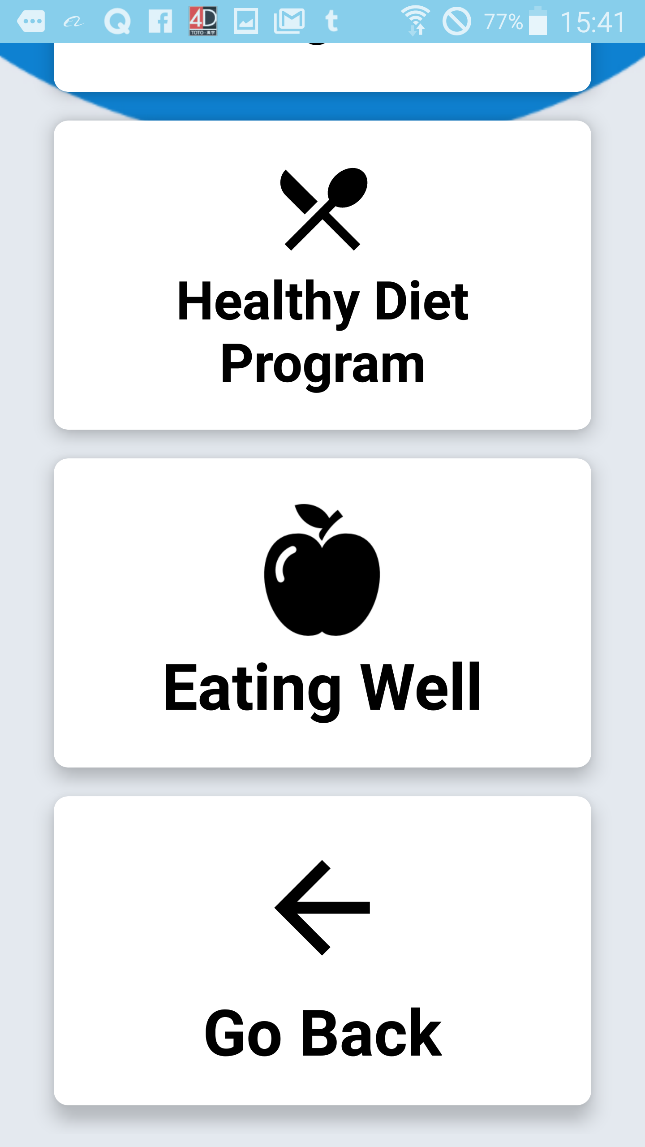 77% 15:41
Healthy Diet
Program
Eating Well
Go Back